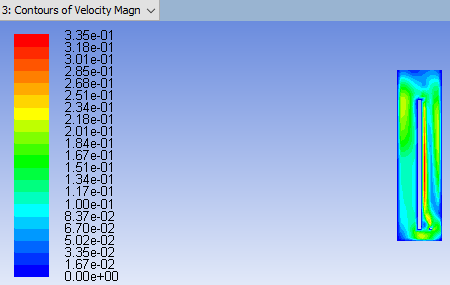 3: Contours of Velocity Magn
3.35e-01
3.18e-01
3.01e-01
2.85e-01
2.68e-01
2.51e-01
2.34e-01
2.18e-01
2.01e-01
1.84e-01
1.67e-01
1.51e-01
1.34e-01
1.17e-01
1.00e-01
8.37e-02
6.70e-02
5.02e-02
3.35e-02
1.67e-02
0.00e+00